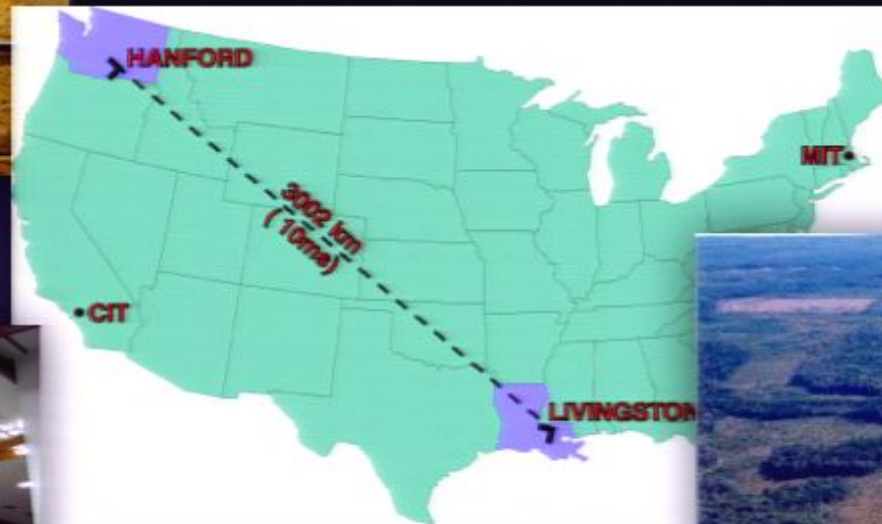 HANFORD
MIT
3002 km
( 10ms)
CIT
LIVINGSTON